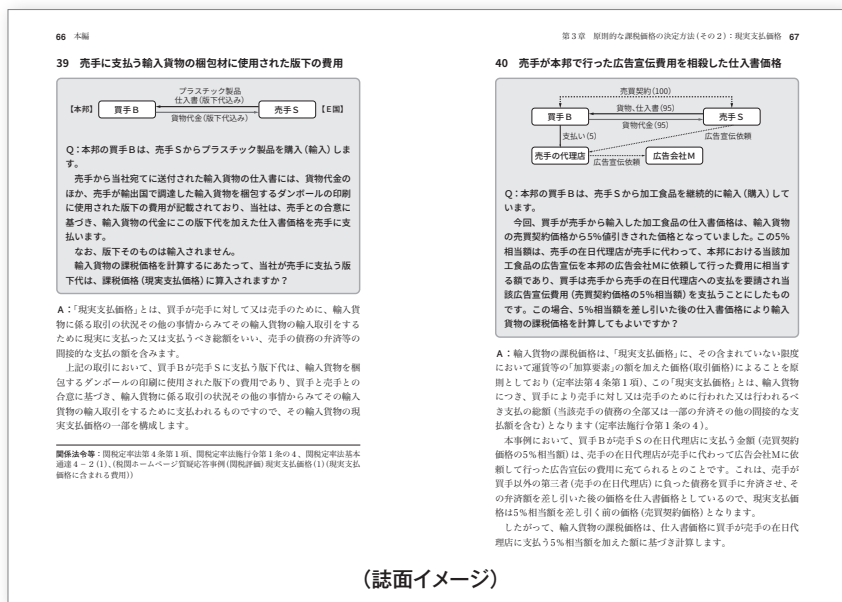 66 本編
39 売手に支払う輸入貨物の梱包材に使用された版下の費用
プラスチック製品
仕入書(版下代込み)
【本邦】 買手B 売手S 【E国】
貨物代金(版下代込み)
Q:本邦の買手Bは、売手Sからプラスチック製品を購入(輸入)しま
す。
売手から当社宛てに送付された輸入貨物の仕入書には、貨物代金の
ほか、売手が輸出国で調達した輸入貨物を梱包するダンボールの印刷
に使用された版下の費用が記載されており、当社は、売手との合意に
基づき、輸入貨物の代金にこの版下代を加えた仕入書価格を売手に支
払います。
なお、版下そのものは輸入されません。
輸入貨物の課税価格を計算するにあたって、当社が売手に支払う版
下代は、課税価格(現実支払価格)に算入されますか?
A:「現実支払価格」とは、買手が売手に対して又は売手のために、輸入貨
物に係る取引の状況その他の事情からみてその輸入貨物の輸入取引をする
ために現実に支払った又は支払うべき総額をいい、売手の債務の弁済等の
間接的な支払の額を含みます。
上記の取引において、買手Bが売手Sに支払う版下代は、輸入貨物を梱
包するダンボールの印刷に使用された版下の費用であり、買手と売手との
合意に基づき、輸入貨物に係る取引の状況その他の事情からみてその輸入
貨物の輸入取引をするために支払われるものですので、その輸入貨物の現
実支払価格の一部を構成します。
関係法令等:関税定率法第4条第1項、関税定率法施行令第1条の4、関税定率法基本
通達4-2(1)、(税関ホームページ質疑応答事例(関税評価)現実支払価格(1)(現実支払
価格に含まれる費用))
第3章 原則的な課税価格の決定方法(その2):現実支払価格 67
40 売手が本邦で行った広告宣伝費用を相殺した仕入書価格
売買契約(100)
貨物、仕入書(95)
買手B 売手S
貨物代金(95)
支払い(5) 広告宣伝依頼
売手の代理店 広告会社M
広告宣伝依頼
Q:本邦の買手Bは、売手Sから加工食品を継続的に輸入(購入)して
います。
今回、買手が売手から輸入した加工食品の仕入書価格は、輸入貨物
の売買契約価格から5%値引きされた価格となっていました。この5%
相当額は、売手の在日代理店が売手に代わって、本邦における当該加
工食品の広告宣伝を本邦の広告会社Mに依頼して行った費用に相当す
る額であり、買手は売手から売手の在日代理店への支払を要請され当
該広告宣伝費用(売買契約価格の5%相当額)を支払うことにしたもの
です。この場合、5%相当額を差し引いた後の仕入書価格により輸入
貨物の課税価格を計算してもよいですか?
A:輸入貨物の課税価格は、「現実支払価格」に、その含まれていない限度
において運賃等の「加算要素」の額を加えた価格(取引価格)によることを原
則としており(定率法第4条第1項)、この「現実支払価格」とは、輸入貨物
につき、買手により売手に対し又は売手のために行われた又は行われるべ
き支払の総額(当該売手の債務の全部又は一部の弁済その他の間接的な支
払の額を含む)となります(定率法施行令第1条の4)。
本事例において、買手Bが売手Sの在日代理店に支払う金額(売買契約
価格の5%相当額)は、売手の在日代理店が売手に代わって広告会社Mに依
頼して行った広告宣伝の費用に充てられるとのことです。これは、売手が
買手以外の第三者(売手の在日代理店)に負った債務を買手に弁済させ、そ
の弁済額を差し引いた後の価格を仕入書価格としているので、現実支払価
格は5%相当額を差し引く前の価格(売買契約価格)となります。
したがって、輸入貨物の課税価格は、仕入書価格に買手が売手の在日代
理店に支払う5%相当額を加えた額に基づき計算します。
(誌面イメージ)